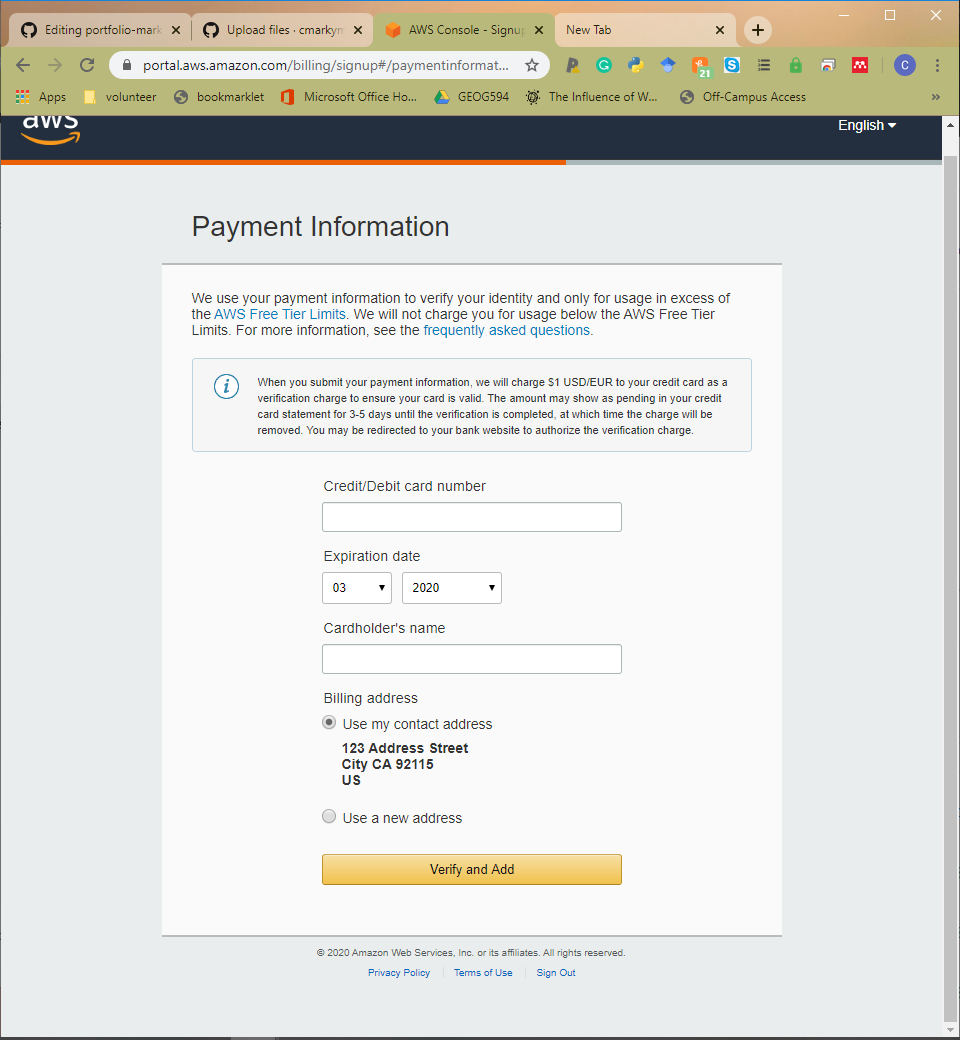 Editing portfolio-mark
Upload files · cmarkym
AWS Console - Signup
New Tab
portal.aws.amazon.com/billing/signup#/paymentinformat...
21
C
Apps
volunteer
bookmarklet
Microsoft Office Ho...
GEOG594
The Influence of W...
Off-Campus Access
»
aws
English
Payment Information
We use your payment information to verify your identity and only for usage in excess of
the AWS Free Tier Limits. We will not charge you for usage below the AWS Free Tier
Limits. For more information, see the frequently asked questions.
i
When you submit your payment information, we will charge $1 USD/EUR to your credit card as a
verification charge to ensure your card is valid. The amount may show as pending in your credit
card statement for 3-5 days until the verification is completed, at which time the charge will be
removed. You may be redirected to your bank website to authorize the verification charge.
Credit/Debit card number
Expiration date
03
2020
Cardholder's name
Billing address
Use my contact address
123 Address Street
City CA 92115
US
Use a new address
Verify and Add
© 2020 Amazon Web Services, Inc. or its affiliates. All rights reserved.
Privacy Policy
Terms of Use
Sign Out